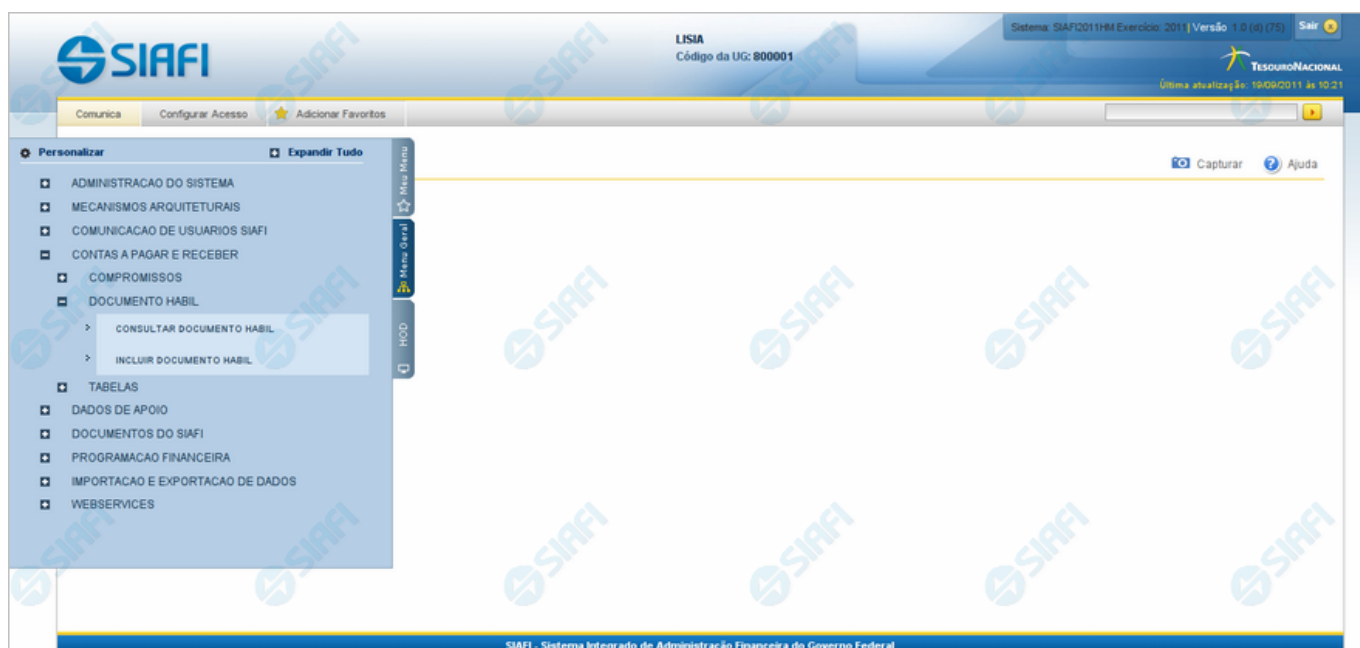 Sistema: SIAFI2011HM Exercício: 2011| Versão 1.0 (d) (75) Sair
SIAFI
LISIA
Código da UG: 800001
TESOURONACIONAL
Última atualização: 19/09/2011 às 10:21
Comunica Configurar Acesso Adicionar Favoritos
Personalizar Expandir Tudo
Meu Menu
Menu Geral
HOD
Capturar Ajuda
ADMINISTRACAO DO SISTEMA
MECANISMOS ARQUITETURAIS
COMUNICACAO DE USUARIOS SIAFI
CONTAS A PAGAR E RECEBER
COMPROMISSOS
DOCUMENTO HABIL
CONSULTAR DOCUMENTO HABIL
INCLUIR DOCUMENTO HABIL
TABELAS
DADOS DE APOIO
DOCUMENTOS DO SIAFI
PROGRAMACAO FINANCEIRA
IMPORTACAO E EXPORTACAO DE DADOS
WEBSERVICES
SIAFI - Sistema Integrado de Administração Financeira do Governo Federal